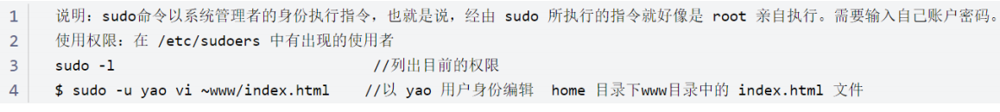 1 说明：sudo命令以系统管理者的身份执行指令，也就是说，经由 sudo 所执行的指令就好像是 root 亲自执行。需要输入自己账户密码。
2 使用权限：在 /etc/sudoers 中有出现的使用者
3 sudo -l //列出目前的权限
4 $ sudo -u yao vi ~www/index.html //以 yao 用户身份编辑 home 目录下www目录中的 index.html 文件